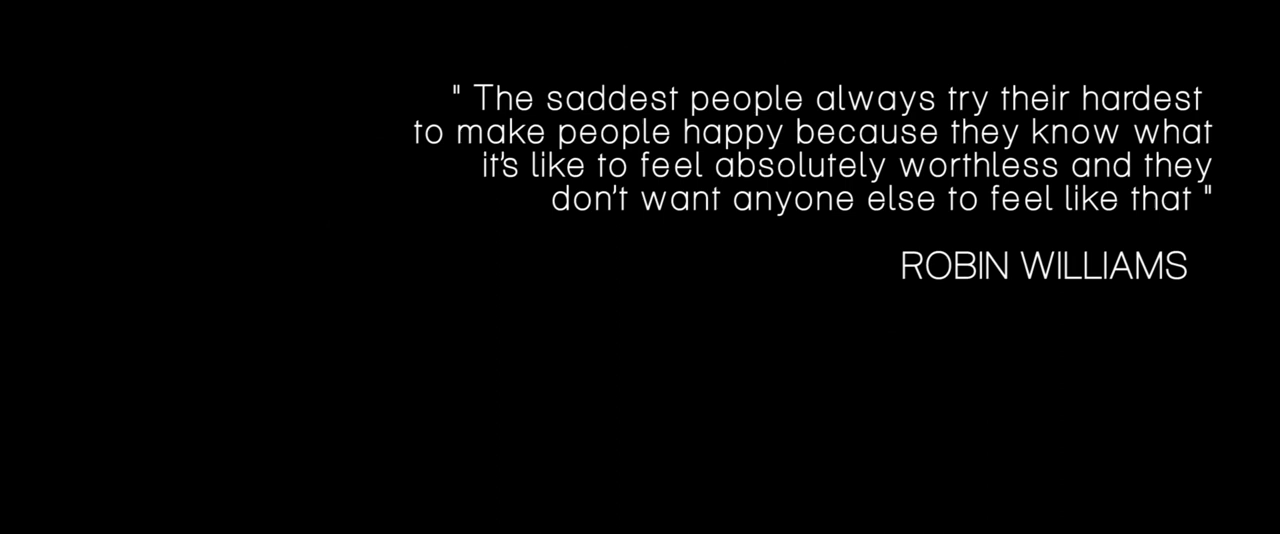 " The saddest people always try their hardest
to make people happy because they know what
it's like to feel absolutely worthless and they
don't want anyone else to feel like that "
ROBIN WILLIAMS